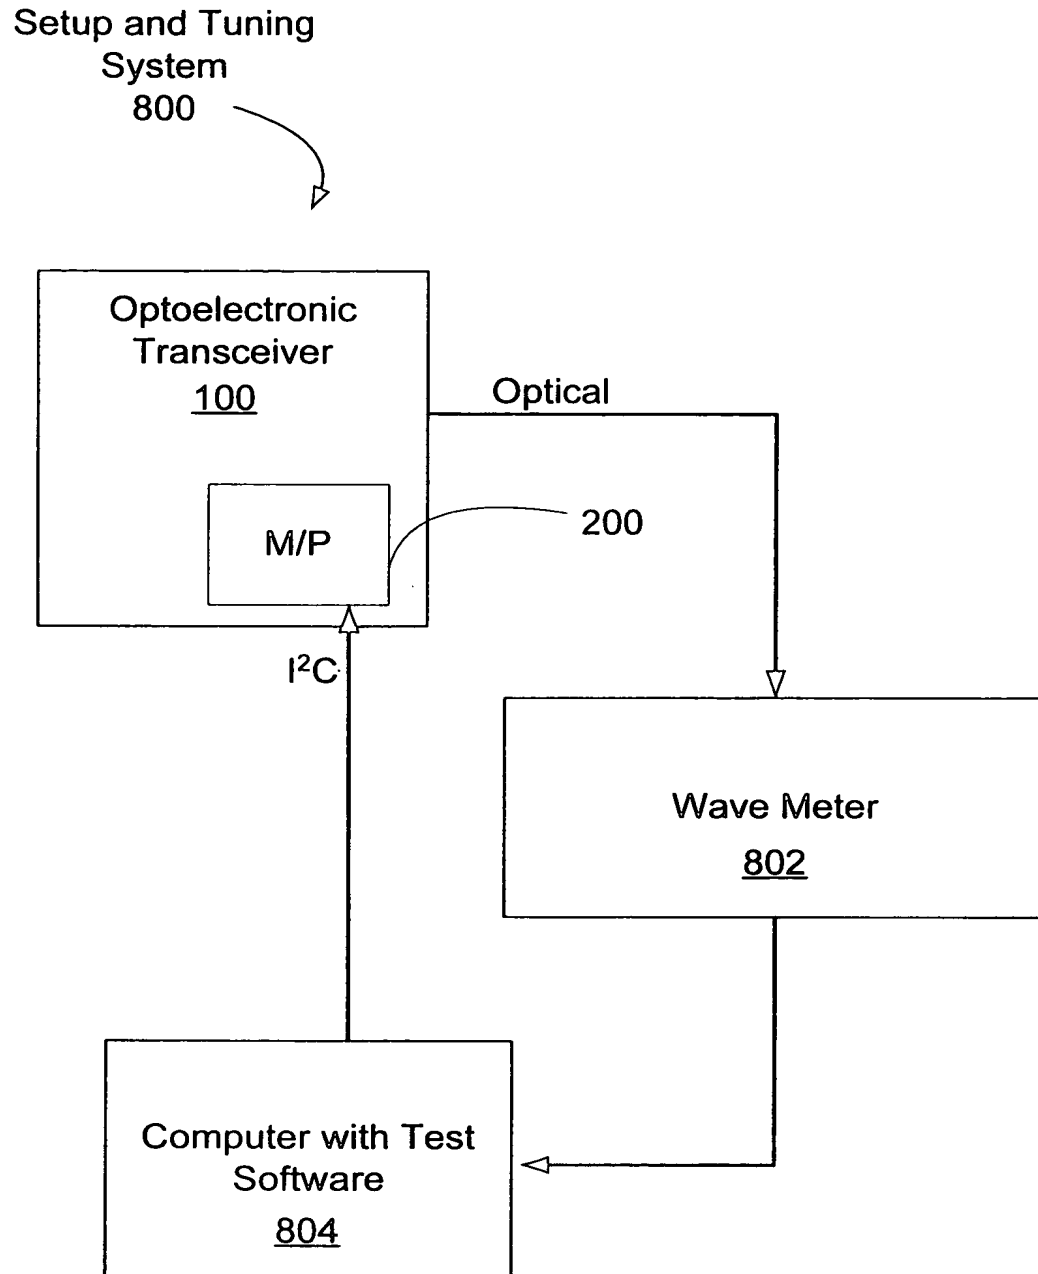 Setup and Tuning
System
800
Optoelectronic
Transceiver
100
Optical
M/P
200
I²C
Wave Meter
802
Computer with Test
Software
804